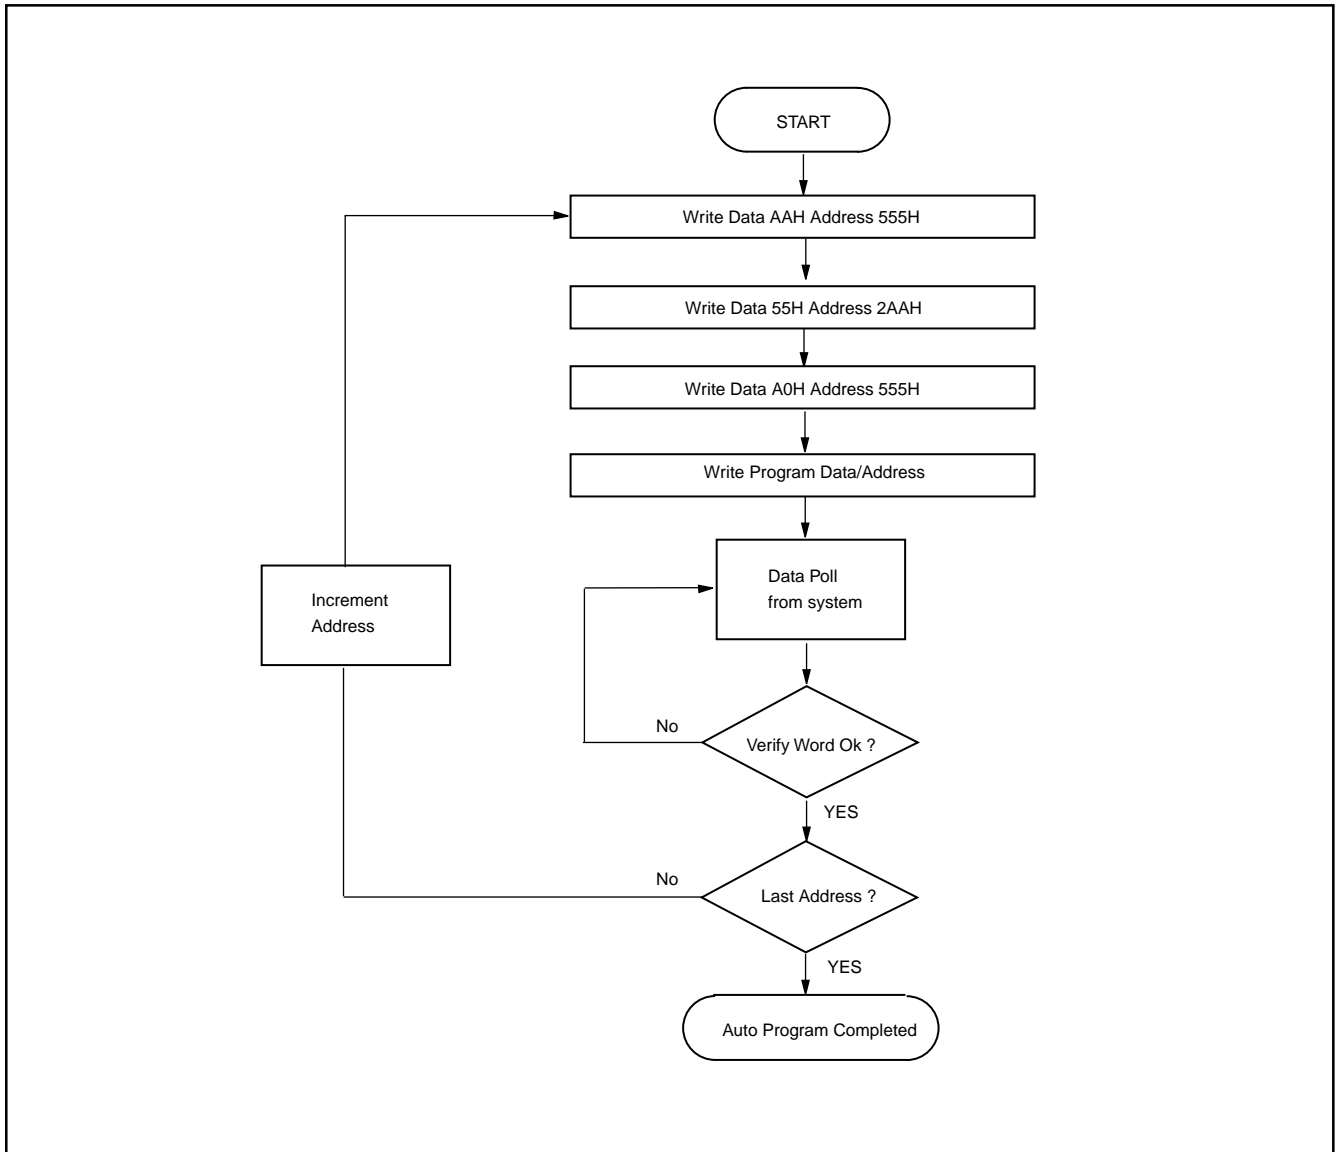 START
Write Data AAH Address 555H
Write Data 55H Address 2AAH
Write Data A0H Address 555H
Write Program Data/Address
Data Poll
from system
Increment
Address
No
Verify Word Ok ?
YES
No
Last Address ?
YES
Auto Program Completed